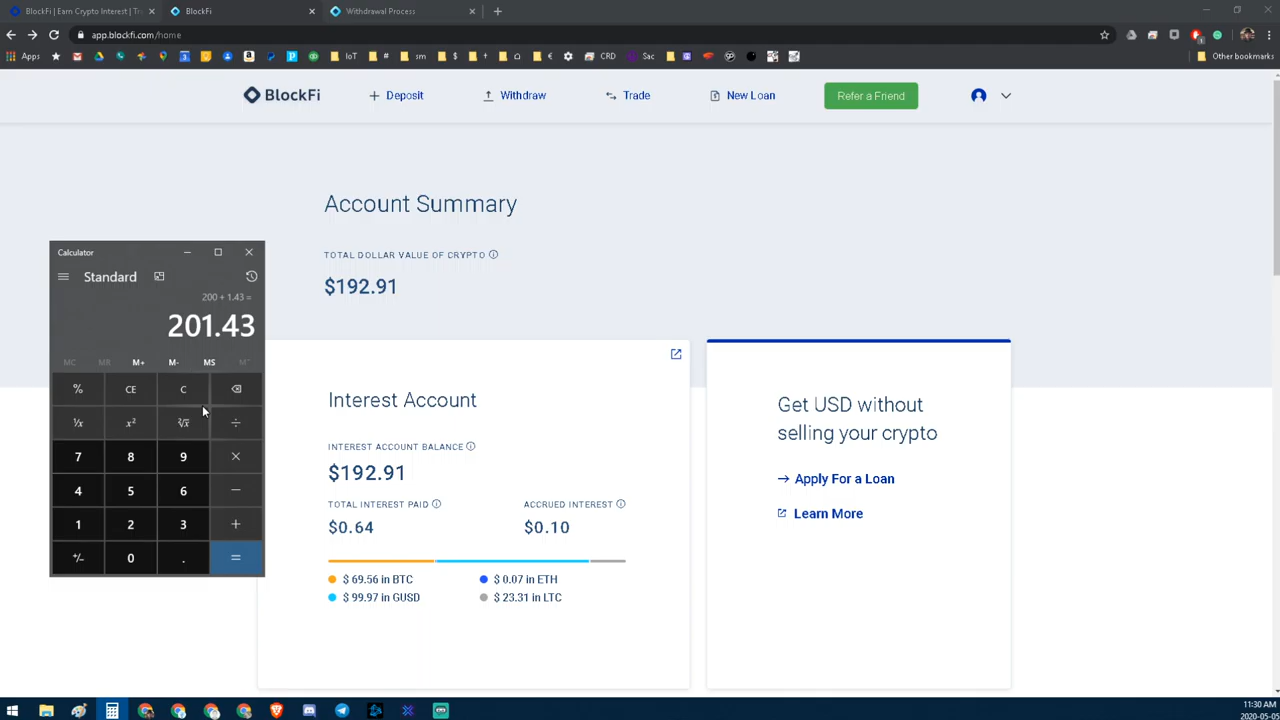 BlockFi | Earn Crypto Interest | Tr
BlockFi
Withdrawal Process
app.blockfi.com/home
Apps
IoT
#
sm
$
+
€
CRD
Sac
Other bookmarks
BlockFi
Deposit
Withdraw
Trade
New Loan
Refer a Friend
Account Summary
TOTAL DOLLAR VALUE OF CRYPTO
$192.91
Calculator
Standard
200 + 1.43 =
201.43
MC MR M+ M- MS
% CE C
¹/x x² ²√x ÷
7 8 9 ×
4 5 6 −
1 2 3 +
+/- 0 . =
Interest Account
INTEREST ACCOUNT BALANCE
$192.91
TOTAL INTEREST PAID
ACCRUED INTEREST
$0.64
$0.10
$ 69.56 in BTC
$ 0.07 in ETH
$ 99.97 in GUSD
$ 23.31 in LTC
Get USD without
selling your crypto
→ Apply For a Loan
Learn More
11:30 AM
2020-05-05